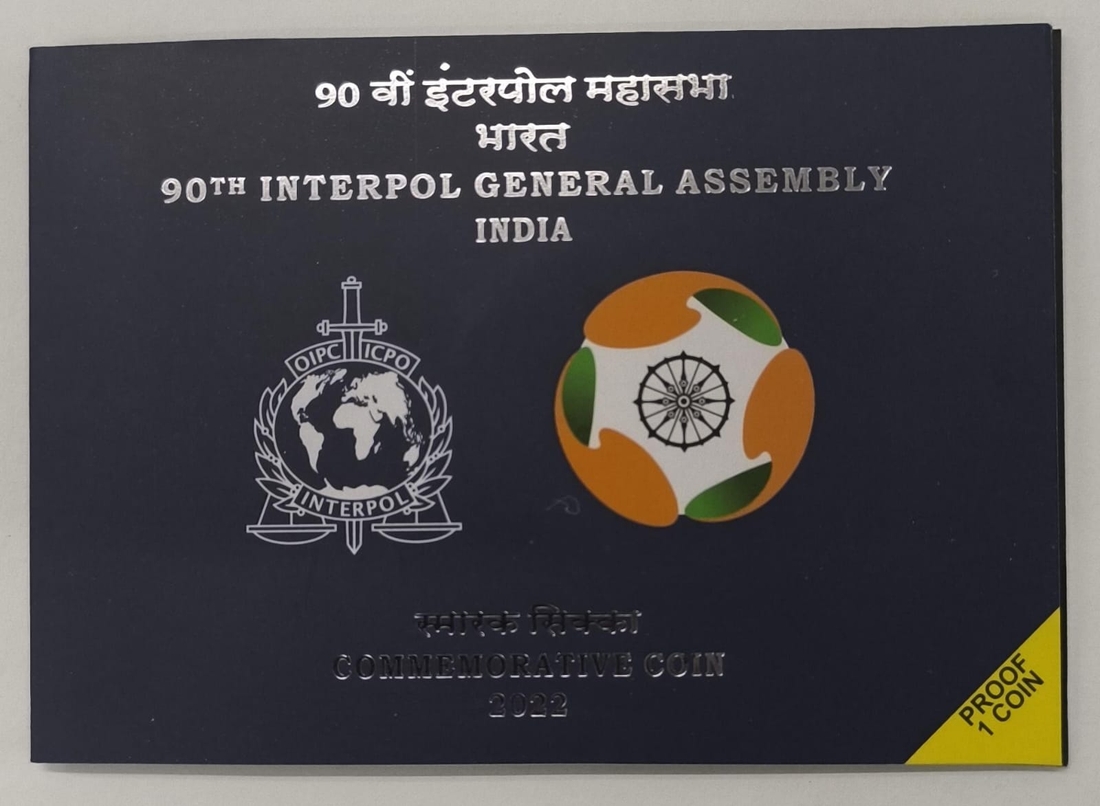 90 वीं इंटरपोल महासभा
भारत
90TH INTERPOL GENERAL ASSEMBLY
INDIA
OIPC ICPO
INTERPOL
स्मारक सिक्का
COMMEMORATIVE COIN
2022
PROOF
1 COIN